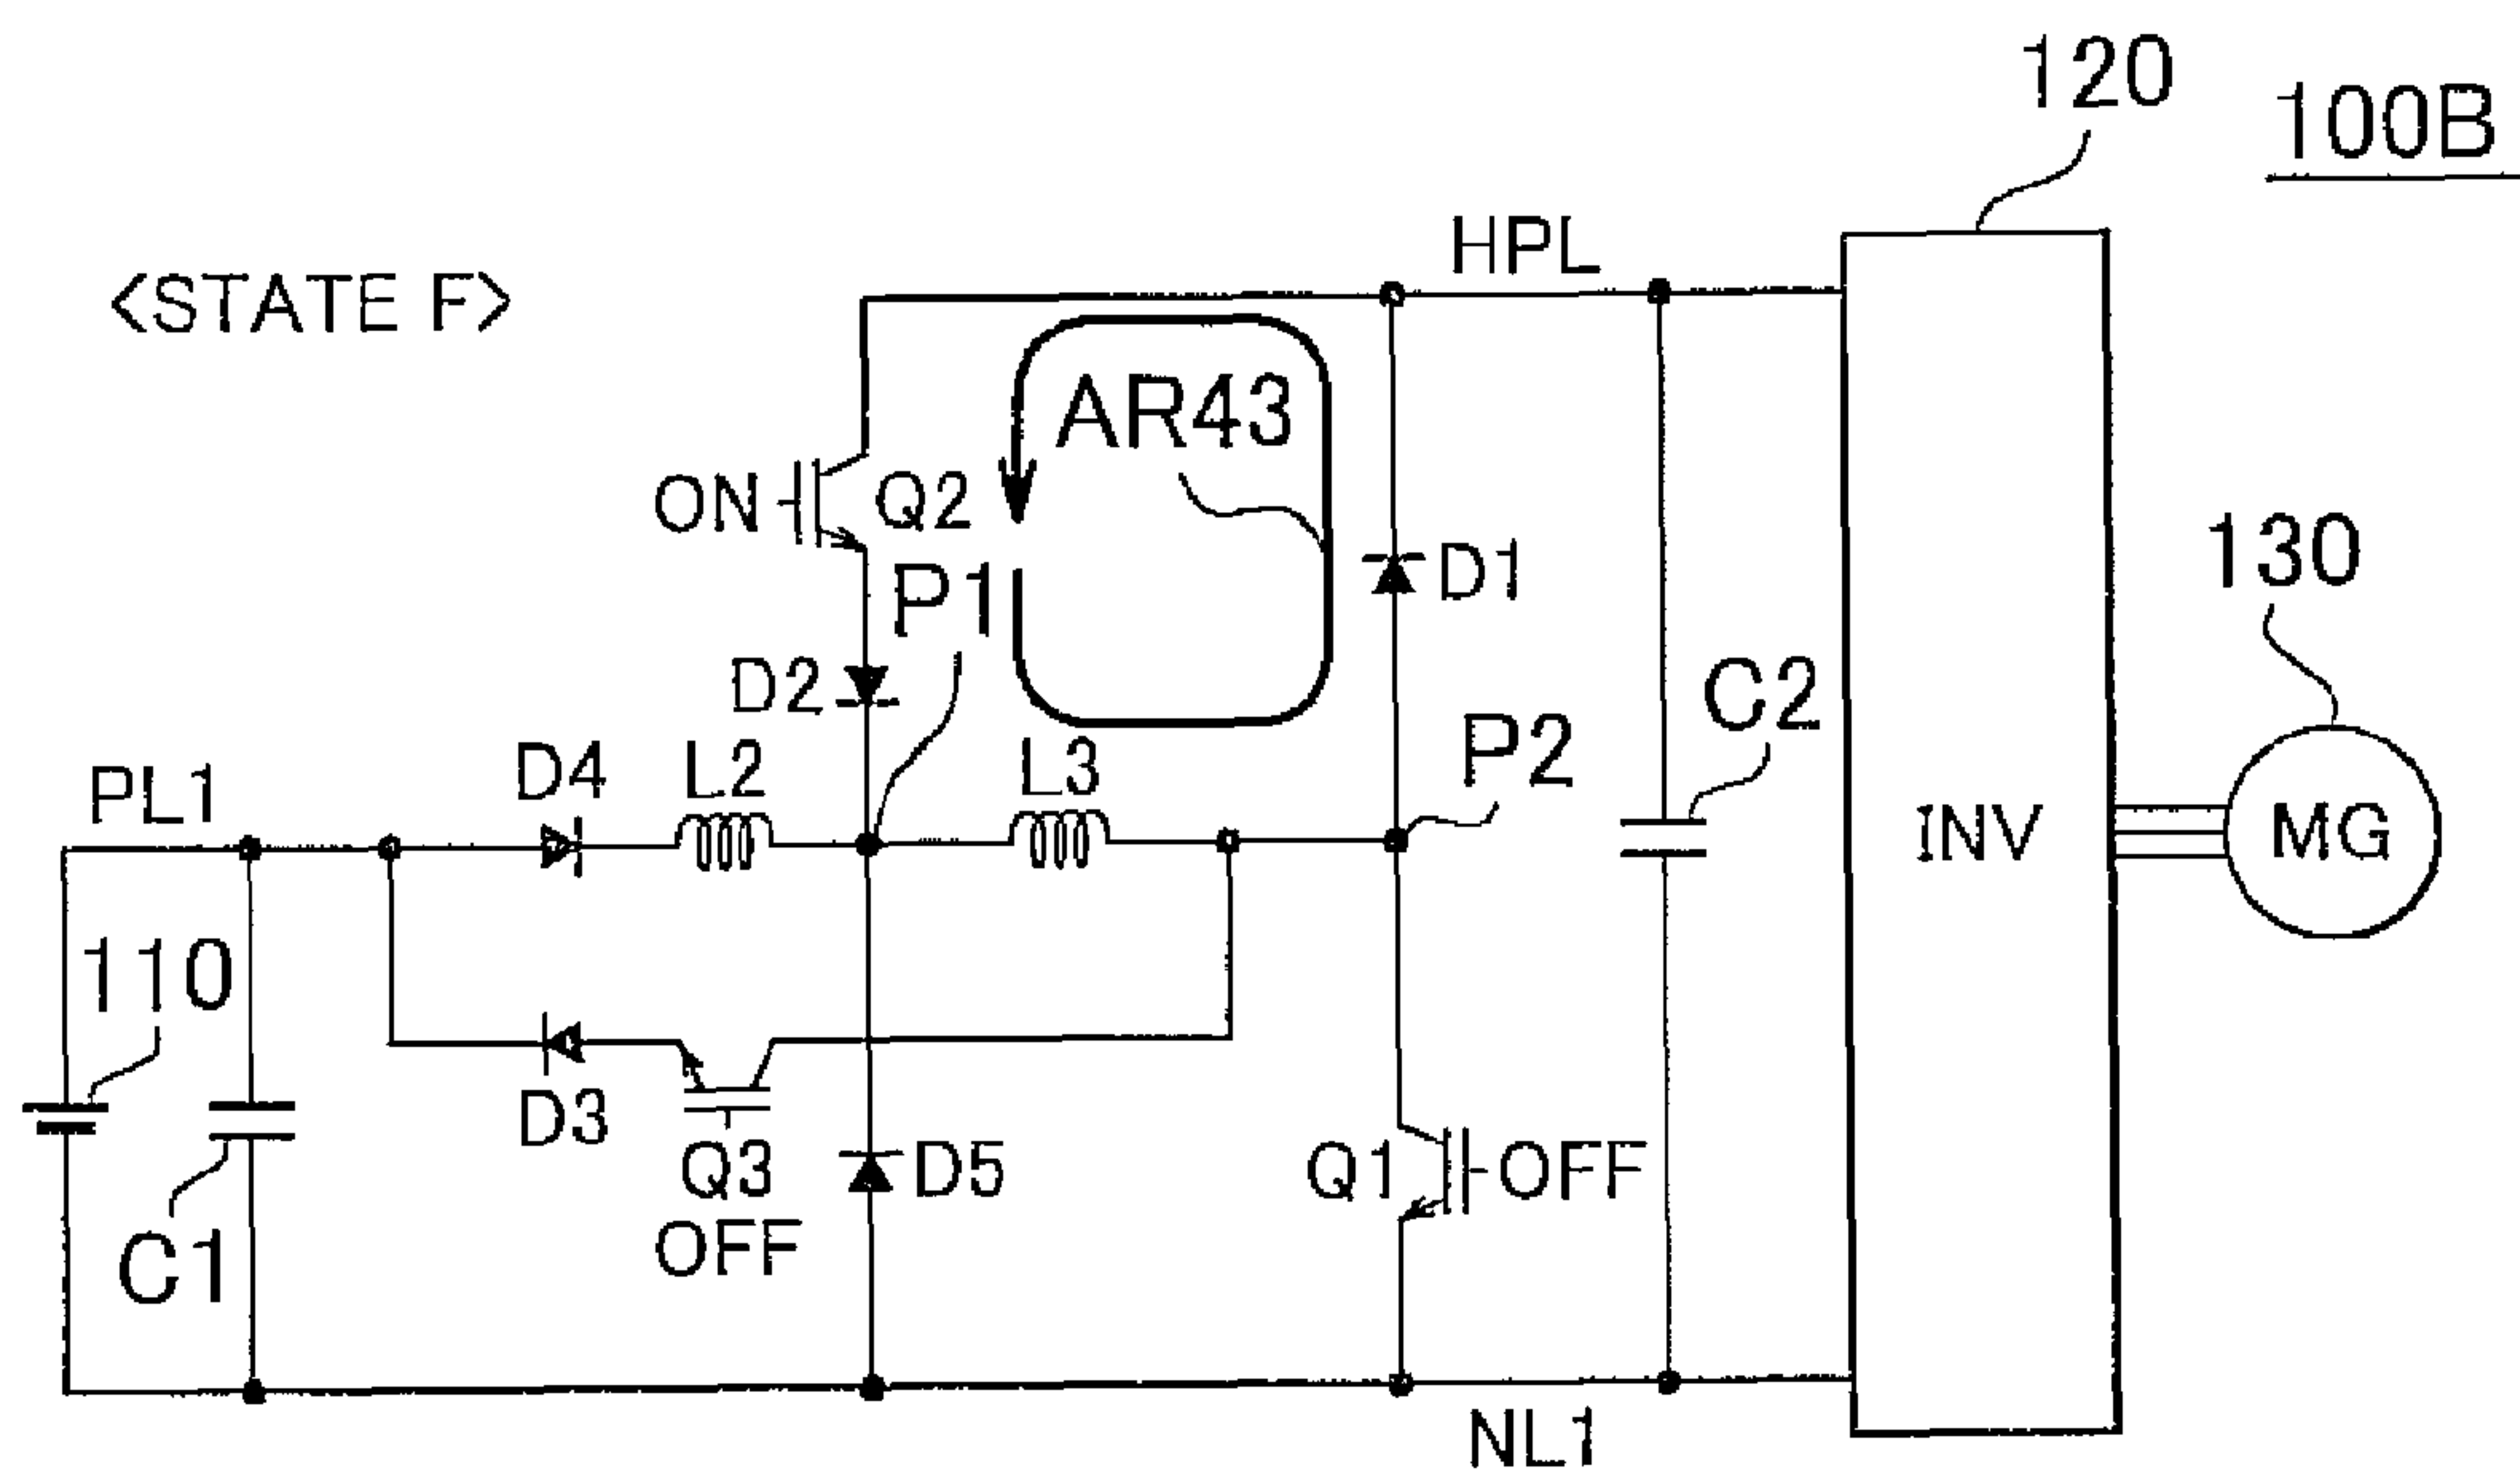 120
100B
HPL
<STATE F>
AR43
ON
Q2
P1
D1
130
D2
C2
P2
D4
L2
L3
PL1
INV
MG
110
D3
Q3
OFF
D5
Q1
OFF
C1
NL1